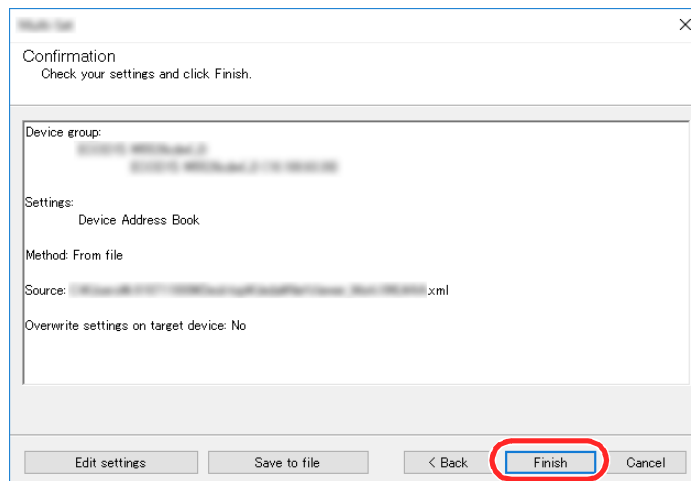 Confirmation
Check your settings and click Finish.
Device group:
Settings:
Device Address Book
Method: From file
Source: .xml
Overwrite settings on target device: No
Edit settings
Save to file
< Back
Finish
Cancel